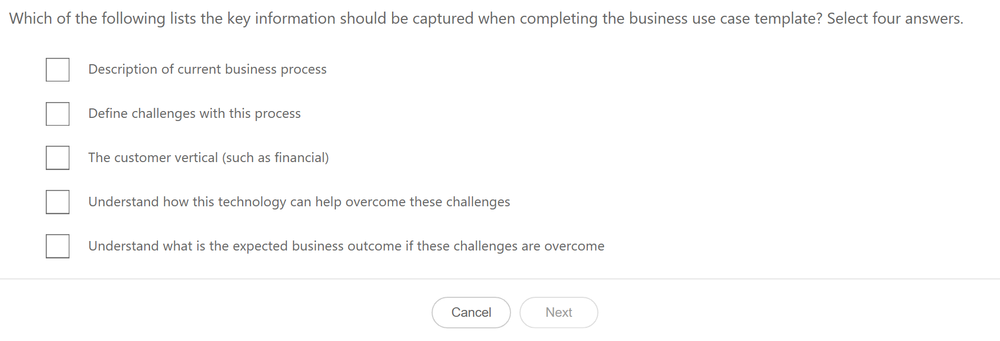 Which of the following lists the key information should be captured when completing the business use case template? Select four answers.
Description of current business process
Define challenges with this process
The customer vertical (such as financial)
Understand how this technology can help overcome these challenges
Understand what is the expected business outcome if these challenges are overcome
Cancel Next